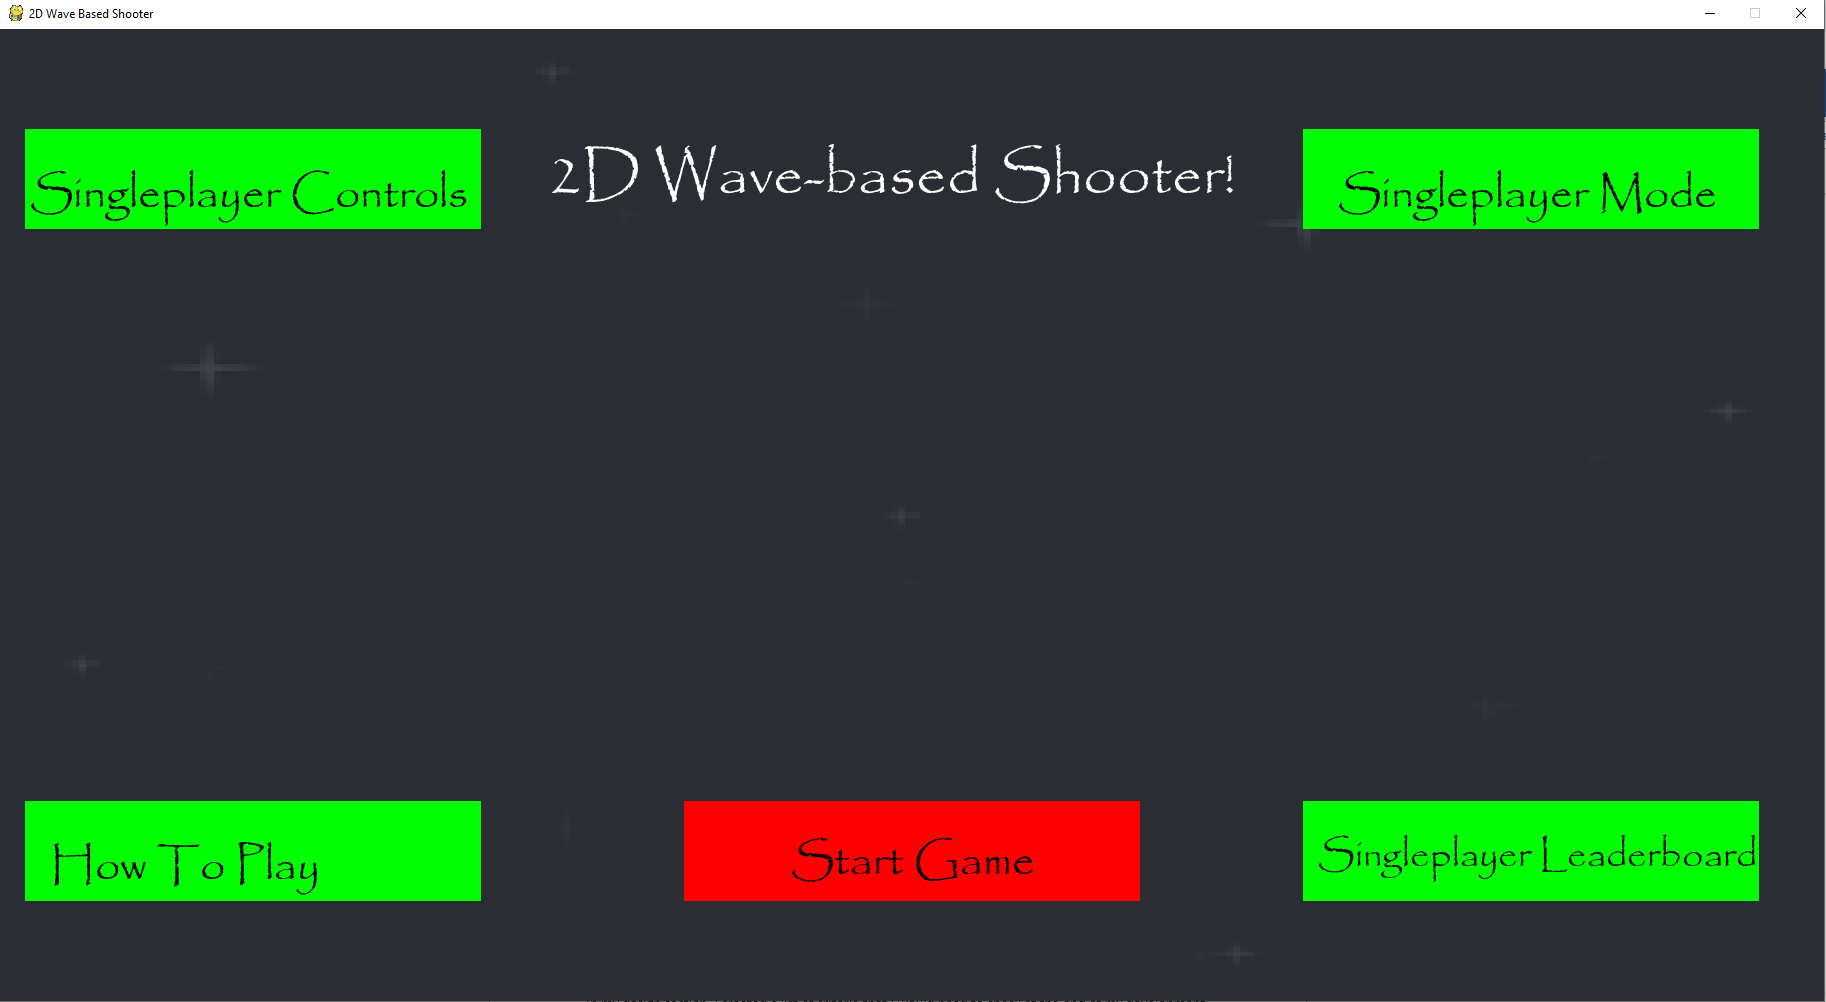 2D Wave Based Shooter
Singleplayer Controls
2D Wave-based Shooter!
Singleplayer Mode
How To Play
Start Game
Singleplayer Leaderboard